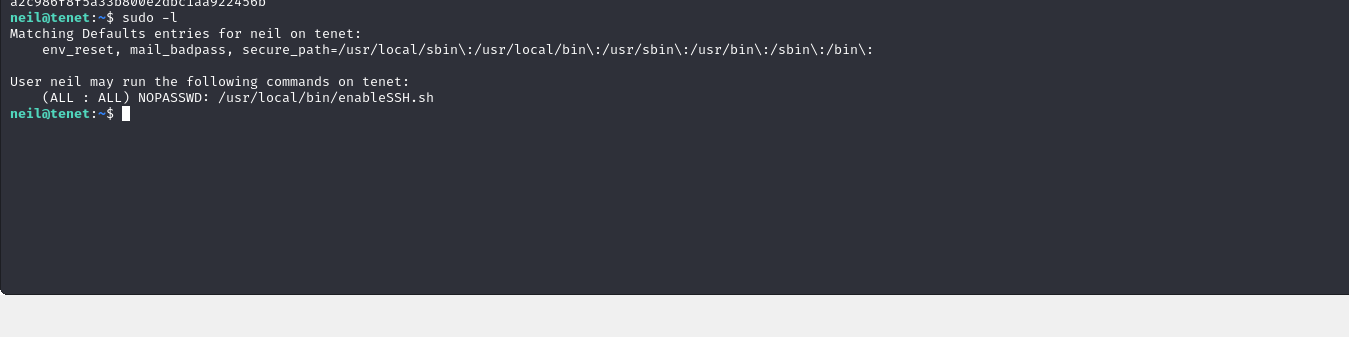 a2c986f8f5a33b800e2dbc1aa922456b
neil@tenet:~$ sudo -l
Matching Defaults entries for neil on tenet:
    env_reset, mail_badpass, secure_path=/usr/local/sbin\:/usr/local/bin\:/usr/sbin\:/usr/bin\:/sbin\:/bin\:

User neil may run the following commands on tenet:
    (ALL : ALL) NOPASSWD: /usr/local/bin/enableSSH.sh
neil@tenet:~$